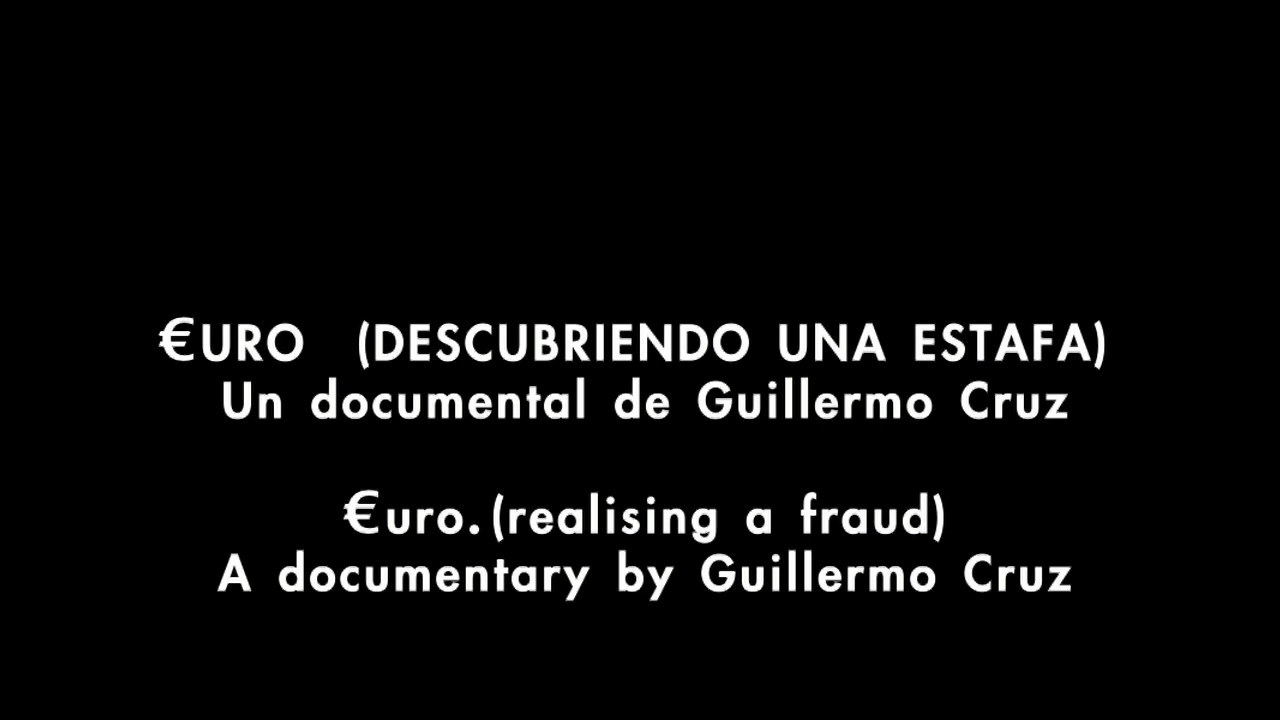 €URO (DESCUBRIENDO UNA ESTAFA)
Un documental de Guillermo Cruz
€uro.(realising a fraud)
A documentary by Guillermo Cruz